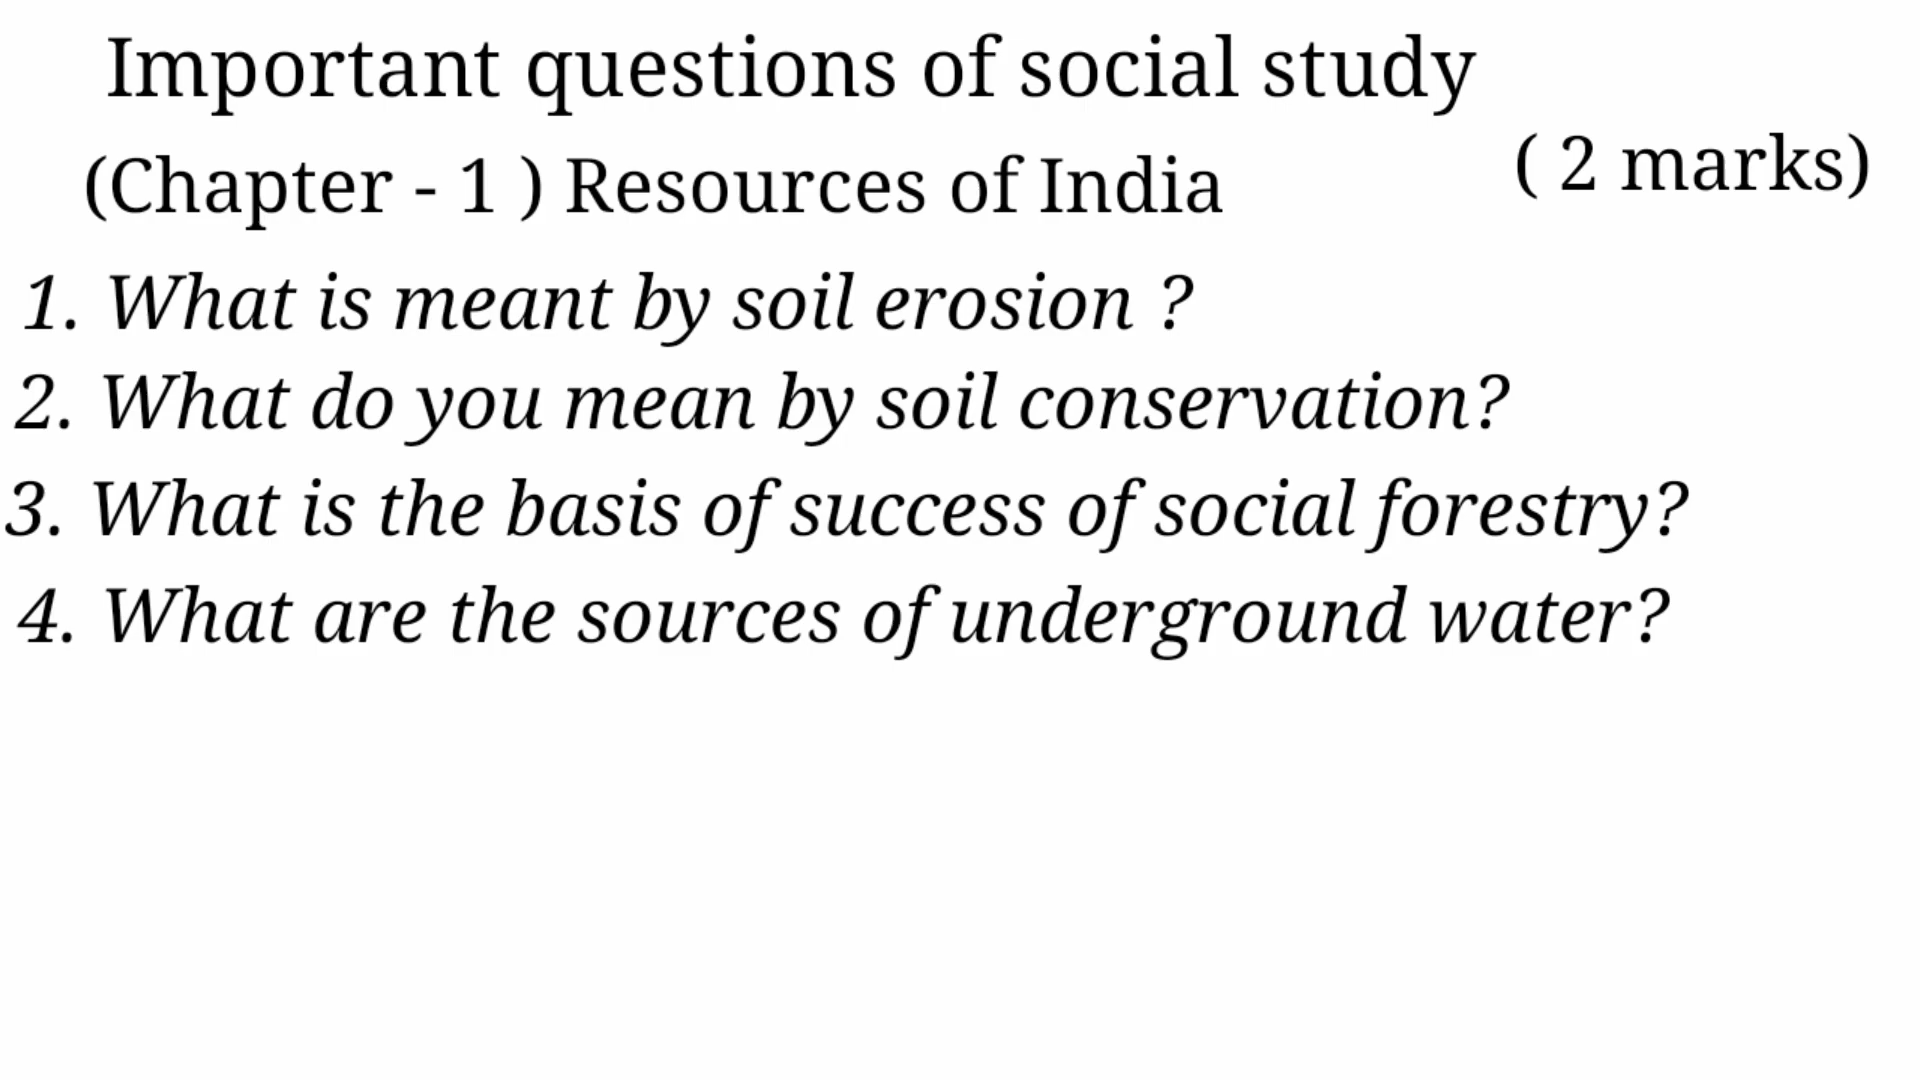 Important questions of social study
( 2 marks)
(Chapter - 1 ) Resources of India
1. What is meant by soil erosion ?
2. What do you mean by soil conservation?
3. What is the basis of success of social forestry?
4. What are the sources of underground water?